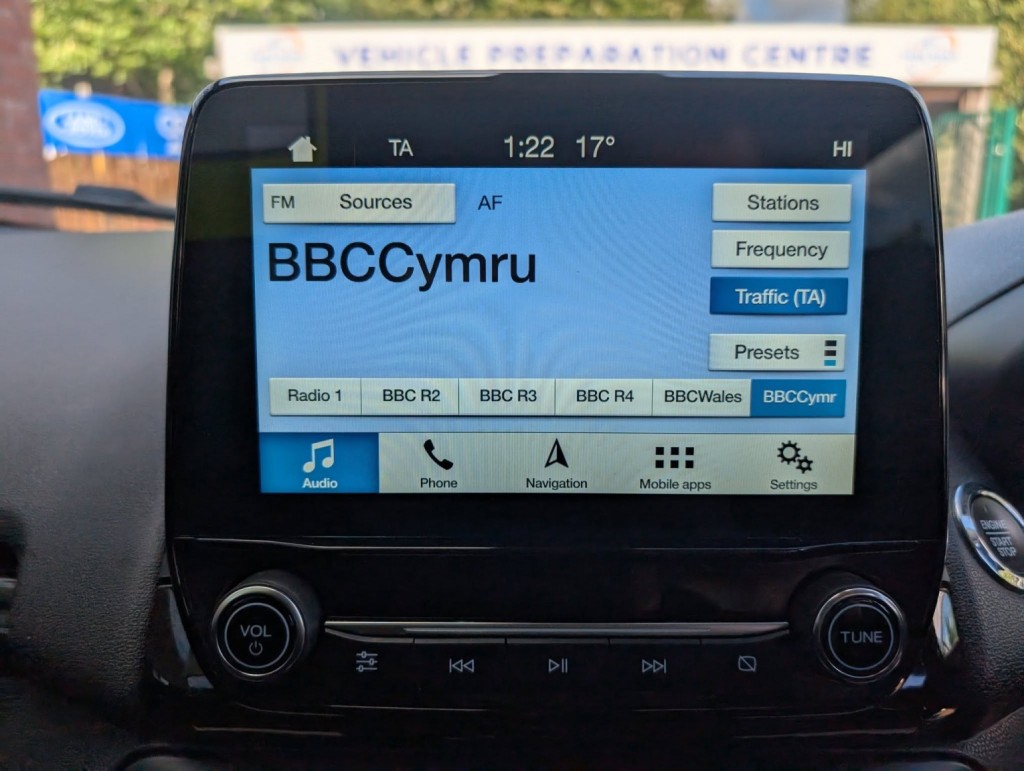 VEHICLE PREPARATION CENTRE
TA 1:22 17° HI
FM Sources AF Stations
Frequency
BBCCymru
Traffic (TA)
Presets
Radio 1 BBC R2 BBC R3 BBC R4 BBCWales BBCCymr
Audio Phone Navigation Mobile apps Settings
ENGINE
START
STOP
VOL
TUNE